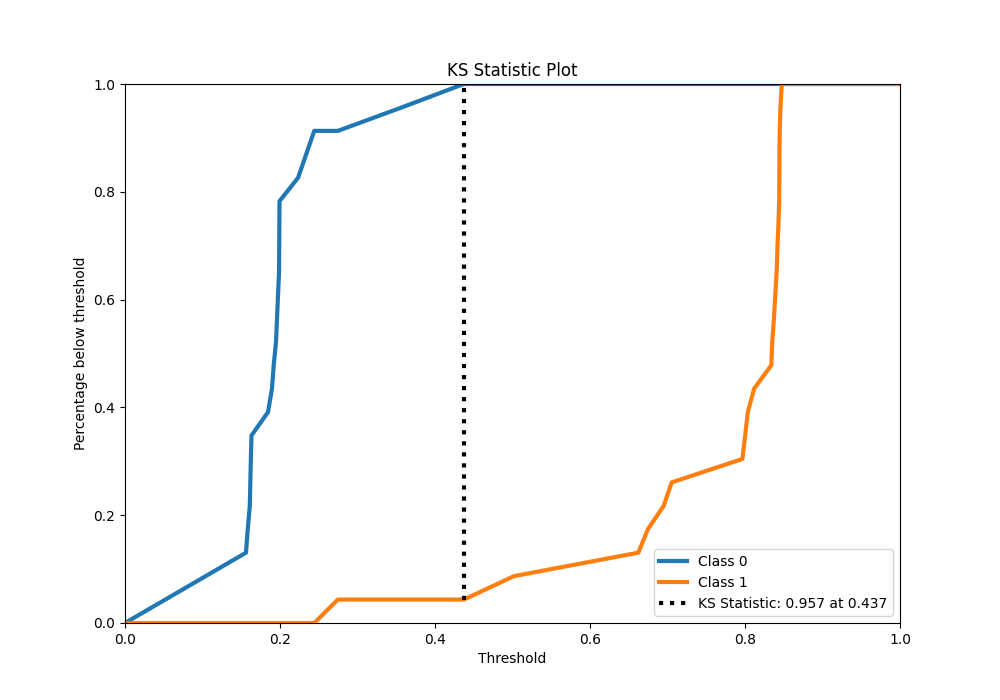 KS Statistic Plot
1.0
0.8
0.6
0.4
0.2
0.0
Percentage below threshold
0.0 0.2 0.4 0.6 0.8 1.0
Threshold
Class 0
Class 1
KS Statistic: 0.957 at 0.437